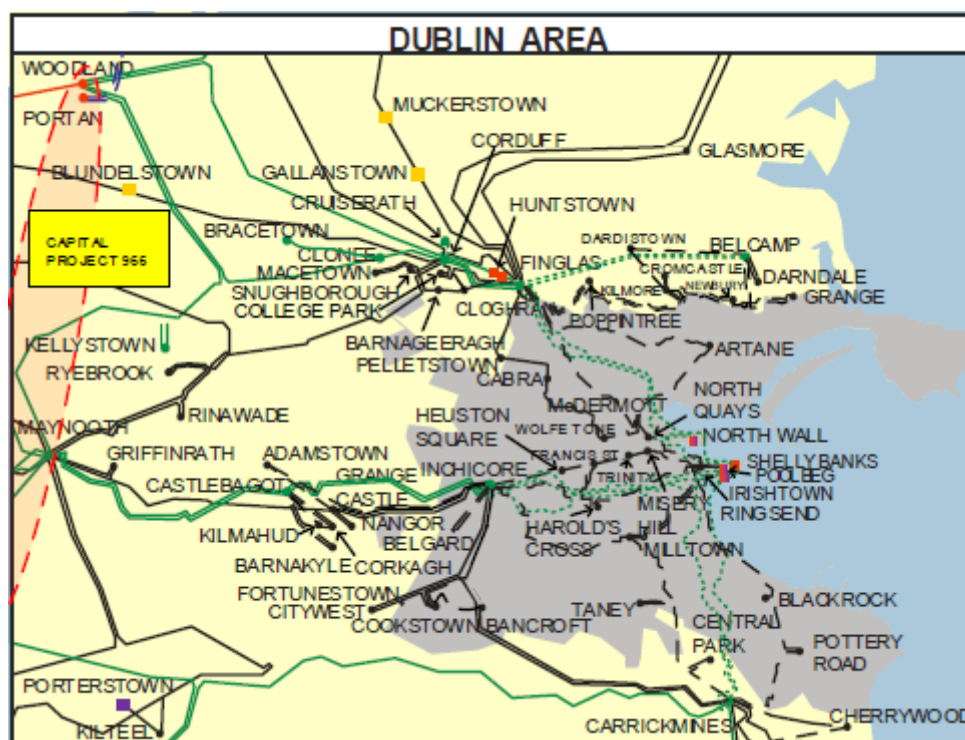 DUBLIN AREA
WOODLAND
PORTAN
MUCKERSTOWN
CORDUFF
GLASMORE
BLUNDELSTOWN
GALLANSTOWN
CRUISERATH
HUNTSTOWN
BRACETOWN
DARDISTOWN
BELCAMP
CAPITAL
PROJECT 966
CLONEE
FINGLAS
CROMCASTLE
MACETOWN
DARNDALE
SNUGHBOROUGH
KILMORE
NEWBURY
GRANGE
COLLEGE PARK
CLOGHRAN
POPPINTREE
KELLYSTOWN
BARNAGEERAGH
ARTANE
PELLETSTOWN
RYEBROOK
CABRA
NORTH
QUAYS
RINAWADE
HEUSTON
SQUARE
McDERMOTT
MAYNOOTH
WOLFE TONE
NORTH WALL
GRIFFINRATH
ADAMSTOWN
FRANCIS ST
SHELLYBANKS
CASTLEBAGOT
GRANGE
CASTLE
INCHICORE
TRINITY
POOLBEG
MISERY
HILL
IRISHTOWN
RINGSEND
KILMAHUD
NANGOR
HAROLD'S
CROSS
BELGARD
MILLTOWN
BARNAKYLE
CORKAGH
FORTUNESTOWN
CITYWEST
TANEY
BLACKROCK
COOKSTOWN
BANCROFT
CENTRAL
PARK
POTTERY
ROAD
PORTERSTOWN
KILTEEL
CARRICKMINES
CHERRYWOOD